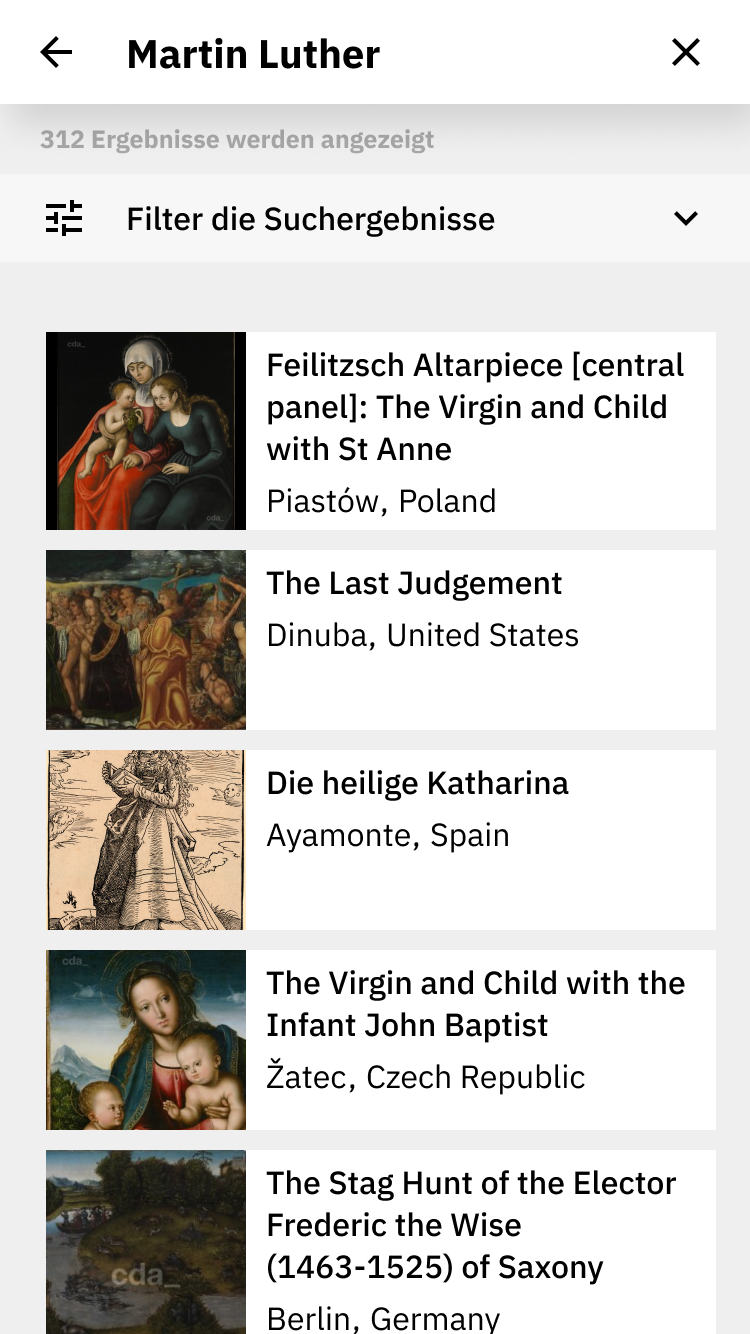 Martin Luther
312 Ergebnisse werden angezeigt
Filter die Suchergebnisse
cda_
cda_
Feilitzsch Altarpiece [central
panel]: The Virgin and Child
with St Anne
Piastów, Poland
The Last Judgement
Dinuba, United States
Die heilige Katharina
Ayamonte, Spain
cda_
The Virgin and Child with the
Infant John Baptist
Žatec, Czech Republic
cda_
The Stag Hunt of the Elector
Frederic the Wise
(1463-1525) of Saxony
Berlin, Germany